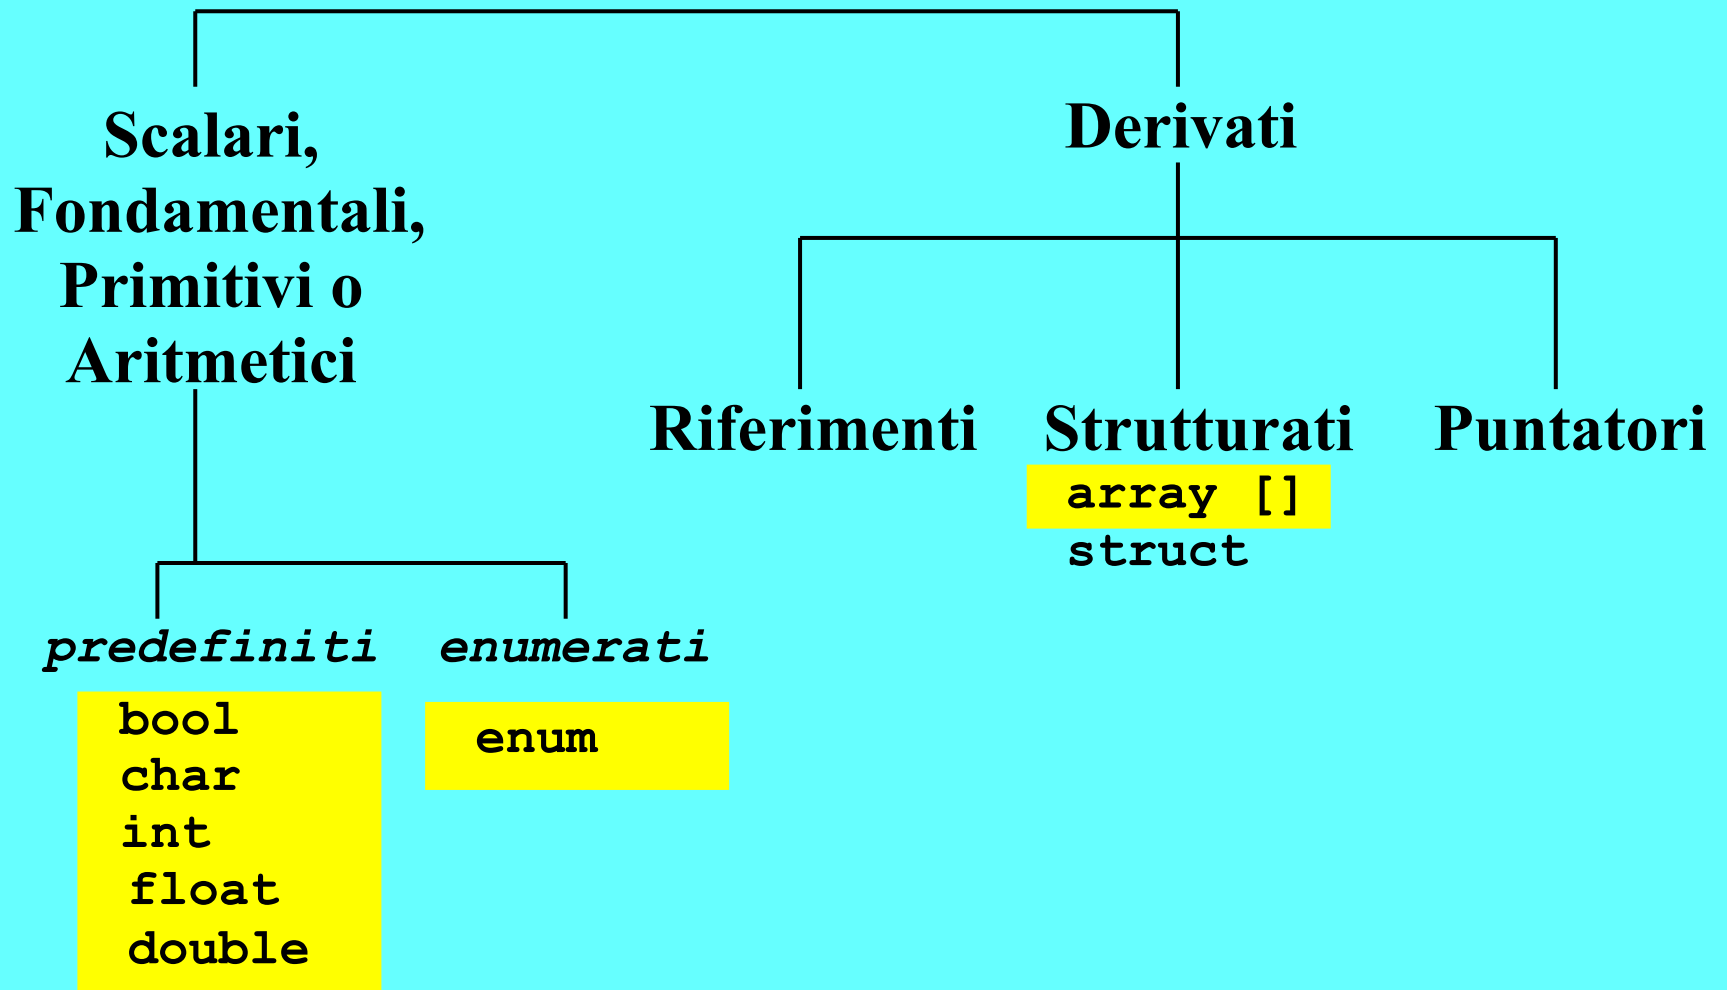 Scalari,
Fondamentali,
Primitivi o
Aritmetici
Derivati
Riferimenti
Strutturati
array []
struct
Puntatori
predefiniti
bool
char
int
float
double
enumerati
enum